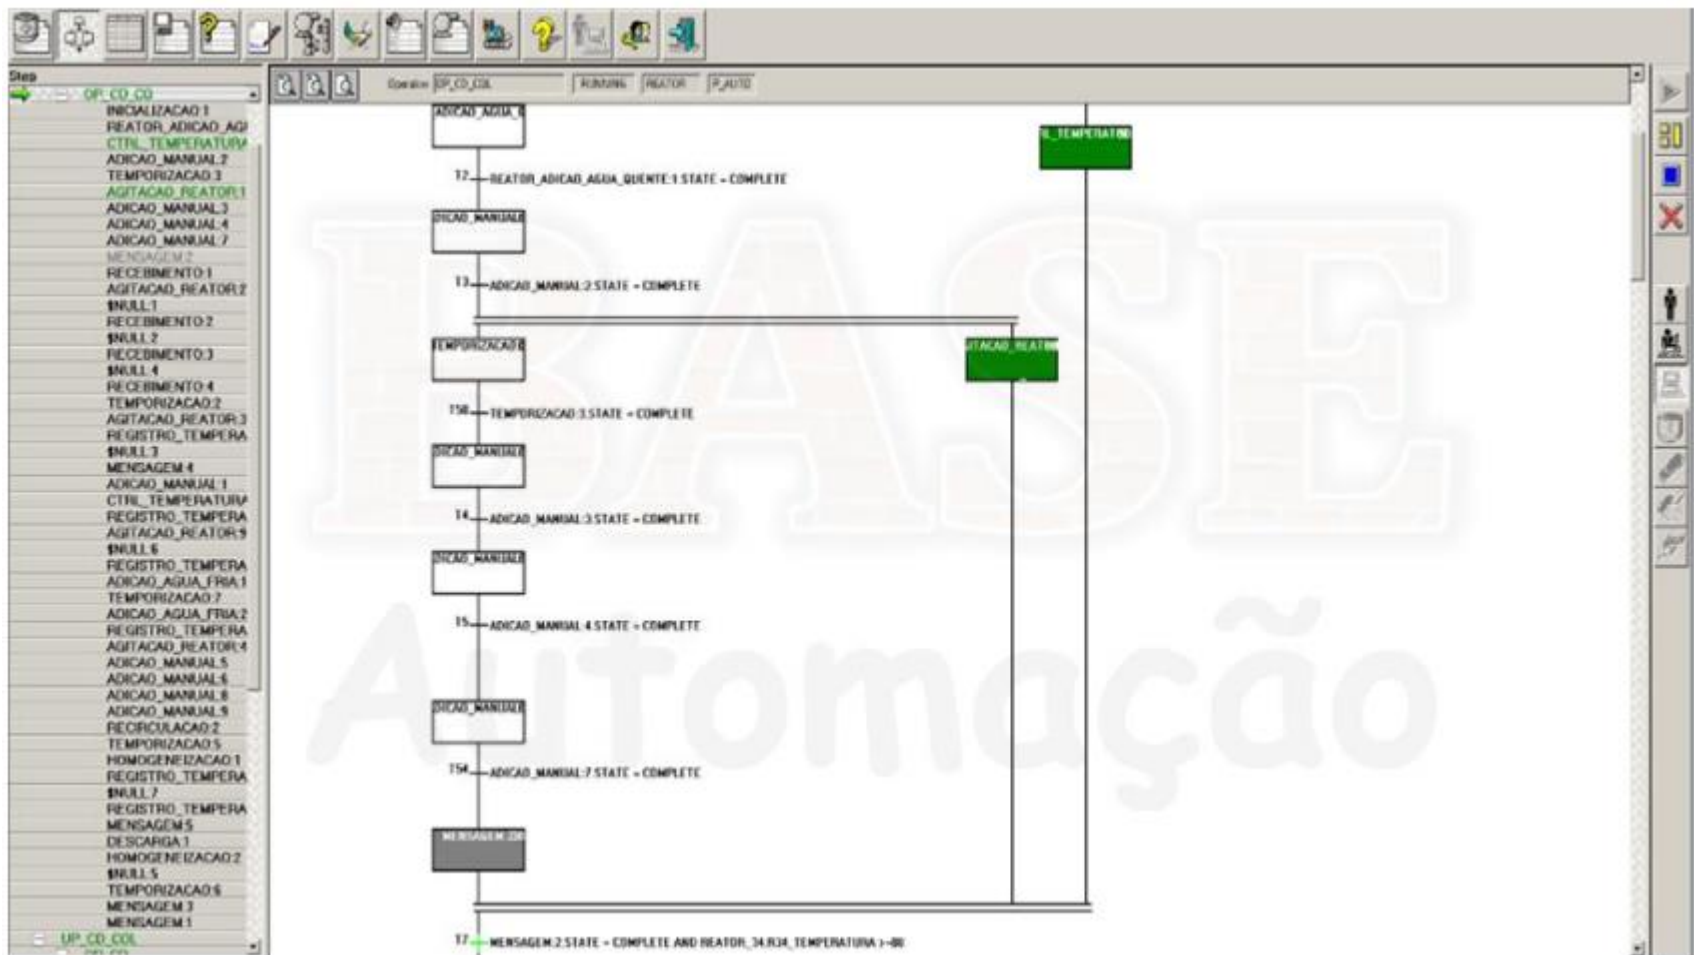 Step
OP_CD_CO
INICIALIZACAO:1
REATOR_ADICAO_AGU
CTRL_TEMPERATURA
ADICAO_MANUAL:2
TEMPORIZACAO:3
AGITACAO_REATOR:1
ADICAO_MANUAL:3
ADICAO_MANUAL:4
ADICAO_MANUAL:7
MENSAGEM:2
RECEBIMENTO:1
AGITACAO_REATOR:2
$NULL:1
RECEBIMENTO:2
$NULL:2
RECEBIMENTO:3
$NULL:4
RECEBIMENTO:4
TEMPORIZACAO:2
AGITACAO_REATOR:3
REGISTRO_TEMPERA
$NULL:3
MENSAGEM:4
ADICAO_MANUAL:1
CTRL_TEMPERATURA
REGISTRO_TEMPERA
AGITACAO_REATOR:9
$NULL:6
REGISTRO_TEMPERA
ADICAO_AGUA_FRIA:1
TEMPORIZACAO:7
ADICAO_AGUA_FRIA:2
REGISTRO_TEMPERA
AGITACAO_REATOR:4
ADICAO_MANUAL:5
ADICAO_MANUAL:6
ADICAO_MANUAL:8
ADICAO_MANUAL:9
RECIRCULACAO:2
TEMPORIZACAO:5
HOMOGENEIZACAO:1
REGISTRO_TEMPERA
$NULL:7
REGISTRO_TEMPERA
MENSAGEM:5
DESCARGA:1
HOMOGENEIZACAO:2
$NULL:5
TEMPORIZACAO:6
MENSAGEM:3
MENSAGEM:1
UP_CD_COL
OP_CD_COL RUNNING REATOR P_AUTO
T2 REATOR_ADICAO_AGUA_QUENTE:1.STATE = COMPLETE
T3 ADICAO_MANUAL:2.STATE = COMPLETE
T50 TEMPORIZACAO:3.STATE = COMPLETE
T4 ADICAO_MANUAL:3.STATE = COMPLETE
T5 ADICAO_MANUAL:4.STATE = COMPLETE
T54 ADICAO_MANUAL:7.STATE = COMPLETE
T7 MENSAGEM:2.STATE = COMPLETE AND REATOR_34.R34_TEMPERATURA >=80
BASE
Automação